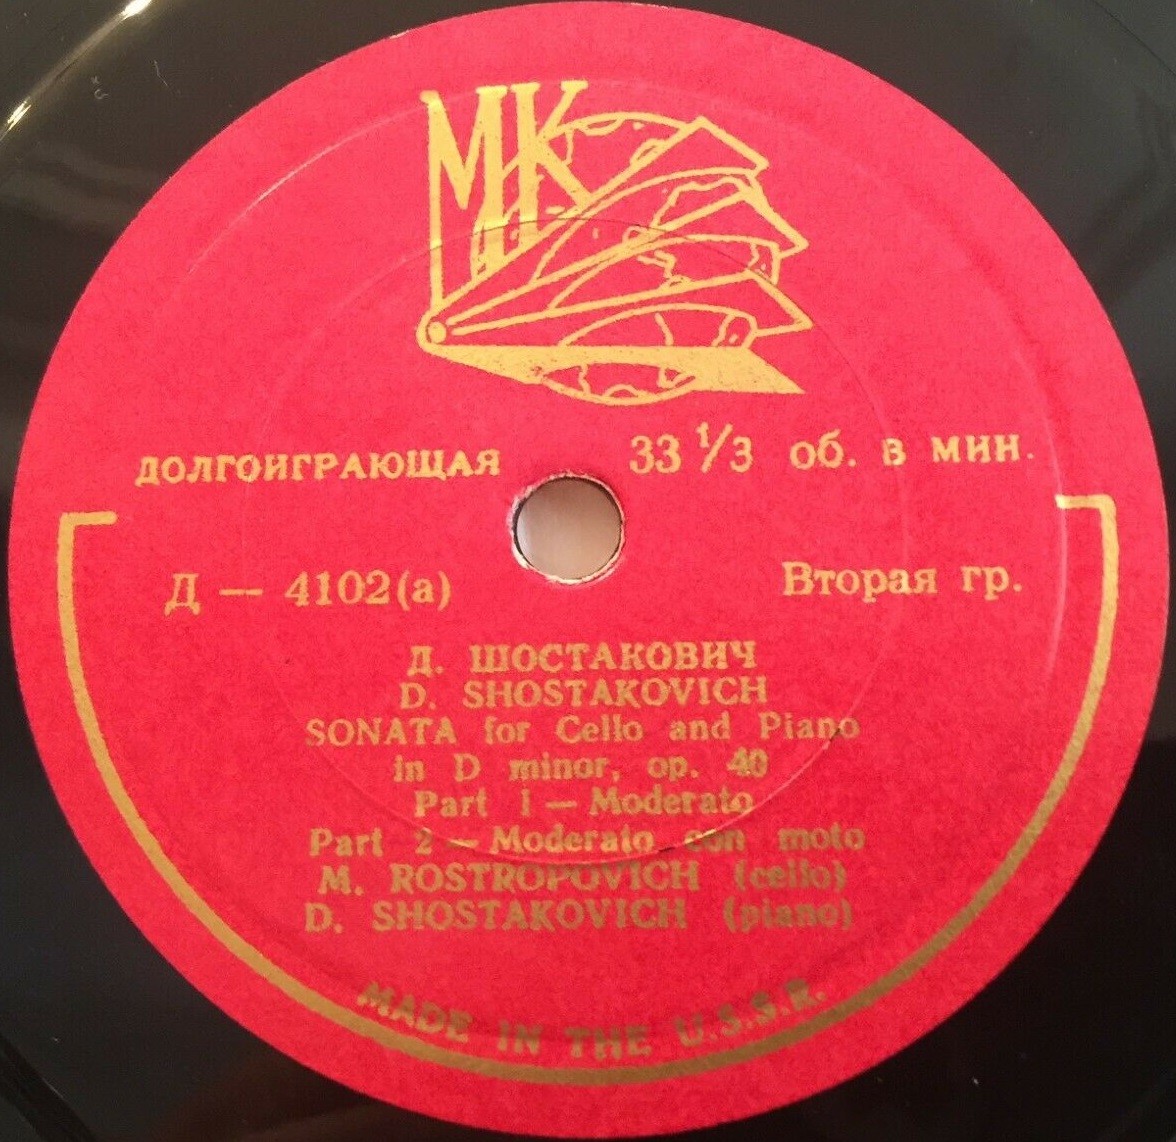 МК
ДОЛГОИГРАЮЩАЯ 33 1/3 об. в мин.
Д — 4102(а) Вторая гр.
Д. ШОСТАКОВИЧ
D. SHOSTAKOVICH
SONATA for Cello and Piano
in D minor, op. 40
Part 1 — Moderato
Part 2 — Moderato con moto
M. ROSTROPOVICH (cello)
D. SHOSTAKOVICH (piano)
MADE IN THE U.S.S.R.